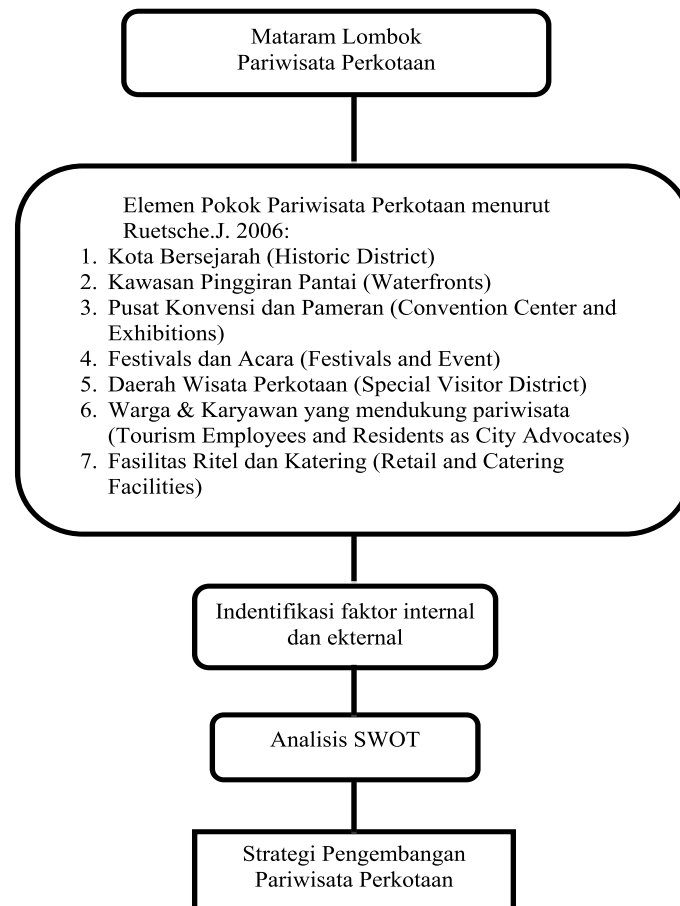 Mataram Lombok
Pariwisata Perkotaan
Elemen Pokok Pariwisata Perkotaan menurut
Ruetsche.J. 2006:
1. Kota Bersejarah (Historic District)
2. Kawasan Pinggiran Pantai (Waterfronts)
3. Pusat Konvensi dan Pameran (Convention Center and
Exhibitions)
4. Festivals dan Acara (Festivals and Event)
5. Daerah Wisata Perkotaan (Special Visitor District)
6. Warga & Karyawan yang mendukung pariwisata
(Tourism Employees and Residents as City Advocates)
7. Fasilitas Ritel dan Katering (Retail and Catering
Facilities)
Indentifikasi faktor internal
dan ekternal
Analisis SWOT
Strategi Pengembangan
Pariwisata Perkotaan